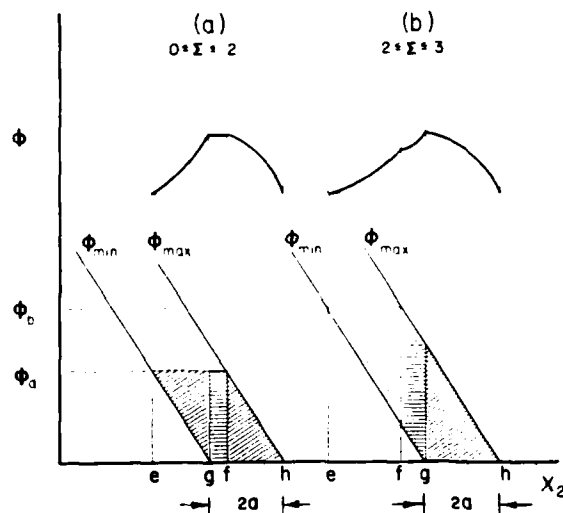 (a) (b)
0 ≤ Σ ≤ 2 2 ≤ Σ ≤ 3
Φ
Φmin Φmax Φmin Φmax
Φb
Φa
e g f h e f g h X2
2a 2a